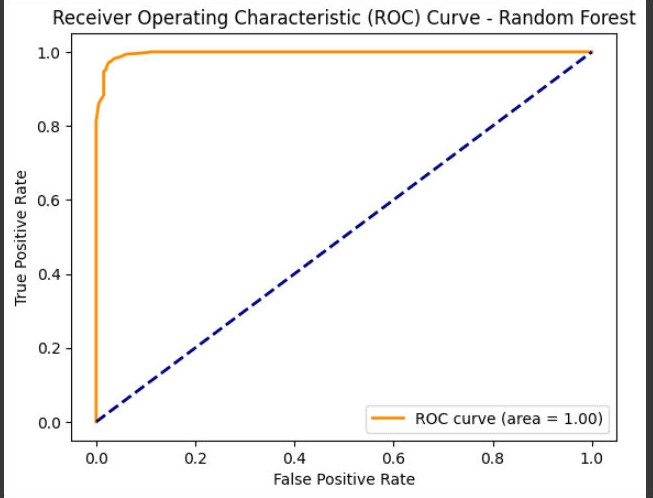 Receiver Operating Characteristic (ROC) Curve - Random Forest
1.0
0.8
0.6
0.4
0.2
0.0
True Positive Rate
ROC curve (area = 1.00)
0.0 0.2 0.4 0.6 0.8 1.0
False Positive Rate